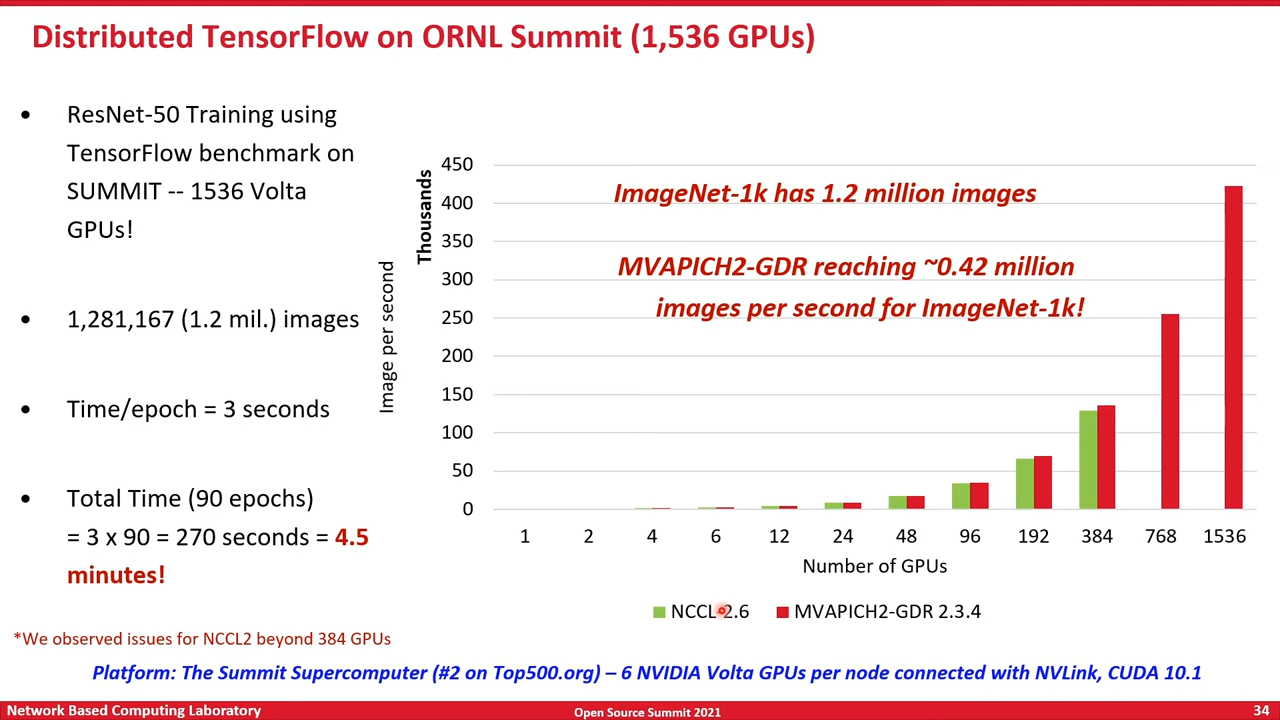 Distributed TensorFlow on ORNL Summit (1,536 GPUs)
• ResNet-50 Training using
TensorFlow benchmark on
SUMMIT -- 1536 Volta
GPUs!
• 1,281,167 (1.2 mil.) images
• Time/epoch = 3 seconds
• Total Time (90 epochs)
= 3 x 90 = 270 seconds = 4.5
minutes!
*We observed issues for NCCL2 beyond 384 GPUs
Image per second
Thousands
450
400
350
300
250
200
150
100
50
0
ImageNet-1k has 1.2 million images
MVAPICH2-GDR reaching ~0.42 million
images per second for ImageNet-1k!
1 2 4 6 12 24 48 96 192 384 768 1536
Number of GPUs
NCCL 2.6 MVAPICH2-GDR 2.3.4
Platform: The Summit Supercomputer (#2 on Top500.org) – 6 NVIDIA Volta GPUs per node connected with NVLink, CUDA 10.1
Network Based Computing Laboratory Open Source Summit 2021 34